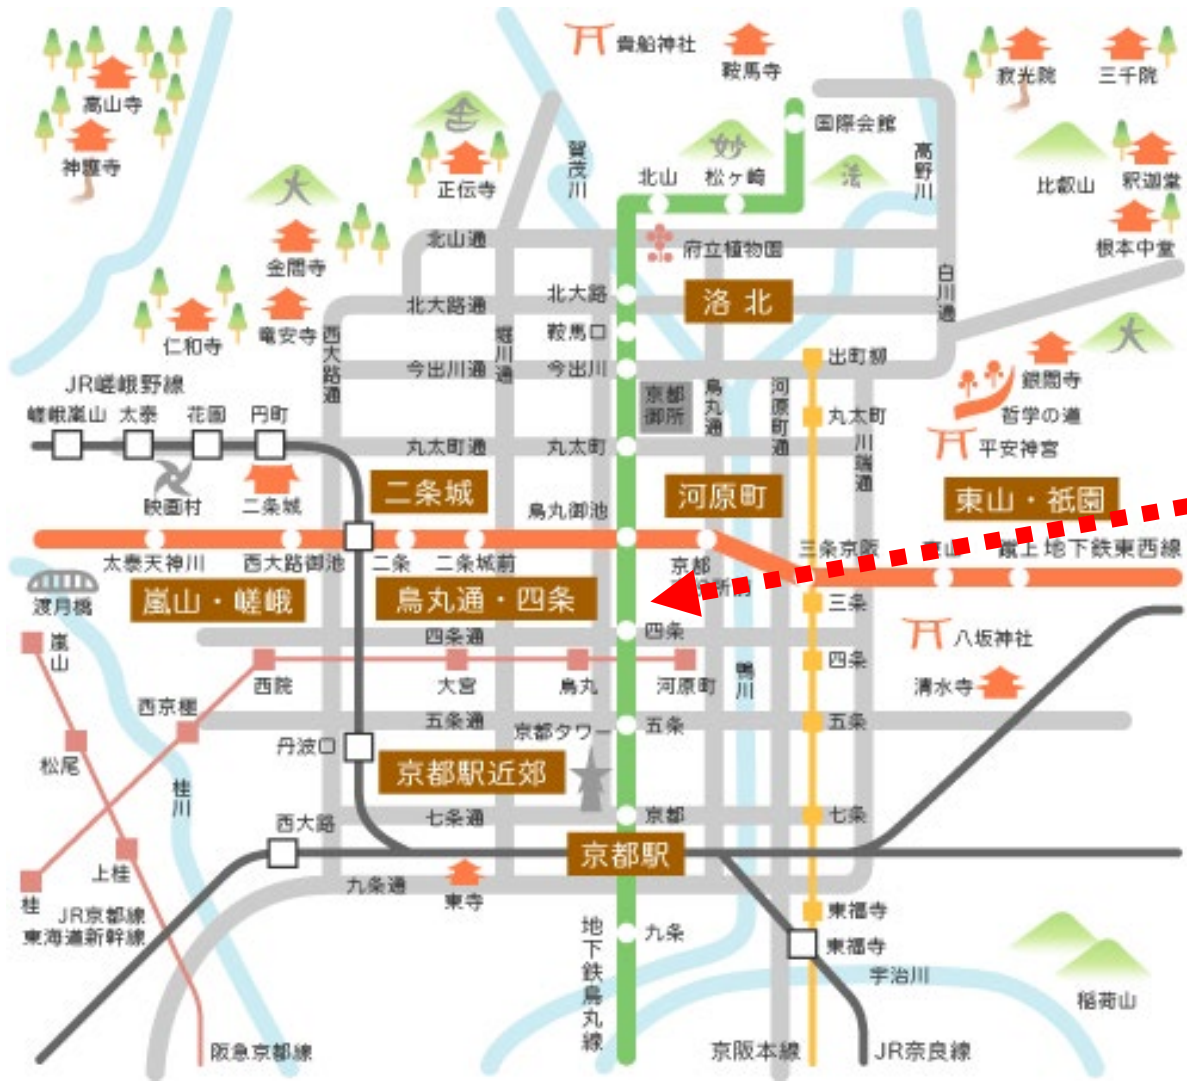 貴船神社
鞍馬寺
寂光院
三千院
高山寺
神護寺
正伝寺
賀茂川
妙
国際会館
高野川
法
比叡山
釈迦堂
北山
松ヶ崎
大
金閣寺
北山通
府立植物園
根本中堂
仁和寺
竜安寺
西大路通
北大路通
堀川通
北大路
洛北
白川通
鞍馬口
大
今出川通
今出川
出町柳
銀閣寺
JR嵯峨野線
嵯峨嵐山
太秦
花園
円町
京都
御所
烏丸通
河原町通
丸太町
哲学の道
川端通
平安神宮
丸太町通
丸太町
映画村
二条城
二条城
烏丸御池
河原町
東山・祇園
太秦天神川
西大路御池
二条
二条城前
京都
三条京阪
蹴上
地下鉄東西線
渡月橋
嵐山・嵯峨
烏丸通・四条
三条
嵐山
四条通
四条
八坂神社
西院
大宮
烏丸
河原町
鴨川
四条
清水寺
西京極
五条通
京都タワー
五条
五条
丹波口
松尾
桂川
京都駅近郊
西大路
七条通
京都
七条
京都駅
上桂
桂
九条通
東寺
JR京都線
東海道新幹線
地下鉄烏丸線
九条
東福寺
東福寺
宇治川
稲荷山
阪急京都線
京阪本線
JR奈良線